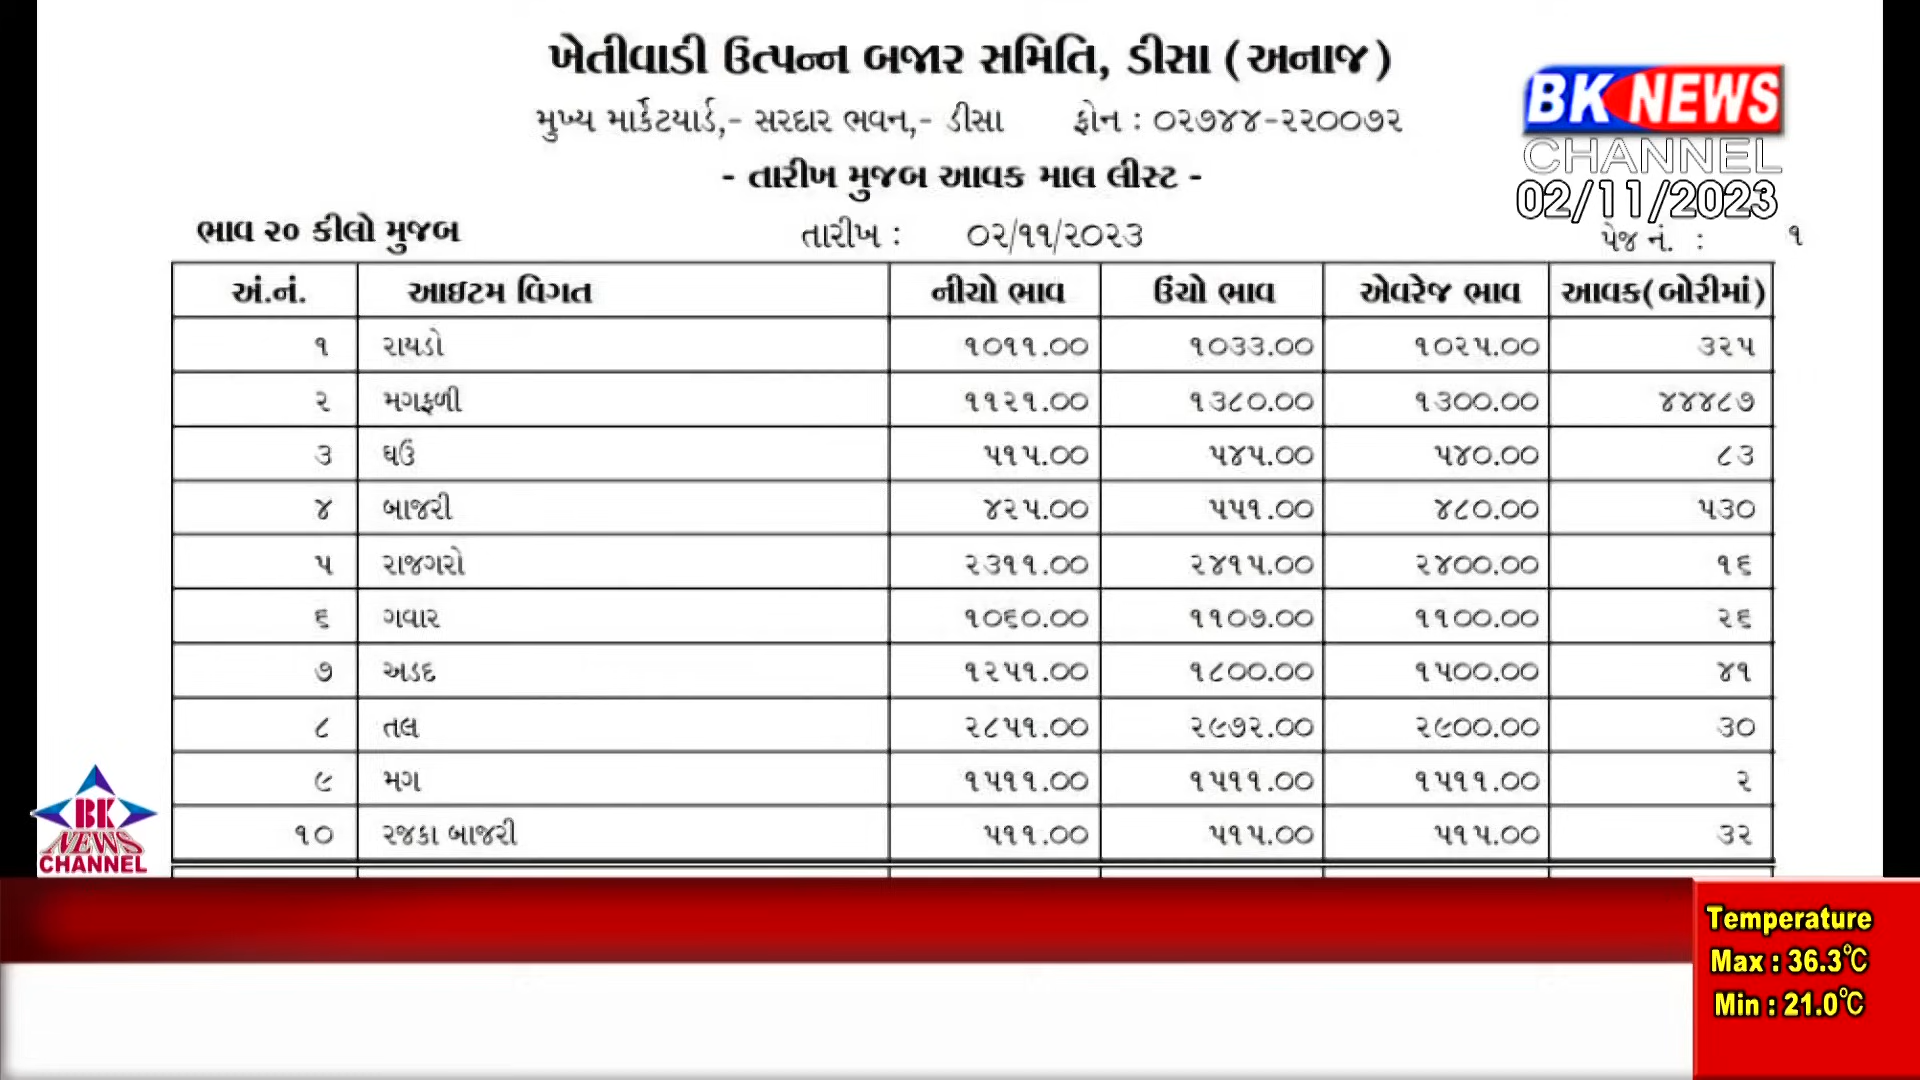 ખેતીવાડી ઉત્પન્ન બજાર સમિતિ, ડીસા (અનાજ)
મુખ્ય માર્કેટયાર્ડ,- સરદાર ભવન,- ડીસા ફોન : ૦૨૭૪૪-૨૨૦૦૭૨
- તારીખ મુજબ આવક માલ લીસ્ટ -
BK NEWS
CHANNEL
02/11/2023
ભાવ ૨૦ કીલો મુજબ તારીખ : ૦૨/૧૧/૨૦૨૩ પેજ નં. : ૧
અં.નં. આઇટમ વિગત નીચો ભાવ ઉંચો ભાવ એવરેજ ભાવ આવક(બોરીમાં)
૧ રાયડો ૧૦૧૧.૦૦ ૧૦૩૩.૦૦ ૧૦૨૫.૦૦ ૩૨૫
૨ મગફળી ૧૧૨૧.૦૦ ૧૩૮૦.૦૦ ૧૩૦૦.૦૦ ૪૪૪૮૭
૩ ઘઉં ૫૧૫.૦૦ ૫૪૫.૦૦ ૫૪૦.૦૦ ૮૩
૪ બાજરી ૪૨૫.૦૦ ૫૫૧.૦૦ ૪૮૦.૦૦ ૫૩૦
૫ રાજગરો ૨૩૧૧.૦૦ ૨૪૧૫.૦૦ ૨૪૦૦.૦૦ ૧૬
૬ ગવાર ૧૦૬૦.૦૦ ૧૧૦૭.૦૦ ૧૧૦૦.૦૦ ૨૬
૭ અડદ ૧૨૫૧.૦૦ ૧૮૦૦.૦૦ ૧૫૦૦.૦૦ ૪૧
૮ તલ ૨૮૫૧.૦૦ ૨૯૭૨.૦૦ ૨૯૦૦.૦૦ ૩૦
૯ મગ ૧૫૧૧.૦૦ ૧૫૧૧.૦૦ ૧૫૧૧.૦૦ ૨
૧૦ રજકા બાજરી ૫૧૧.૦૦ ૫૧૫.૦૦ ૫૧૫.૦૦ ૩૨
BK
NEWS
CHANNEL
Temperature
Max : 36.3℃
Min : 21.0℃